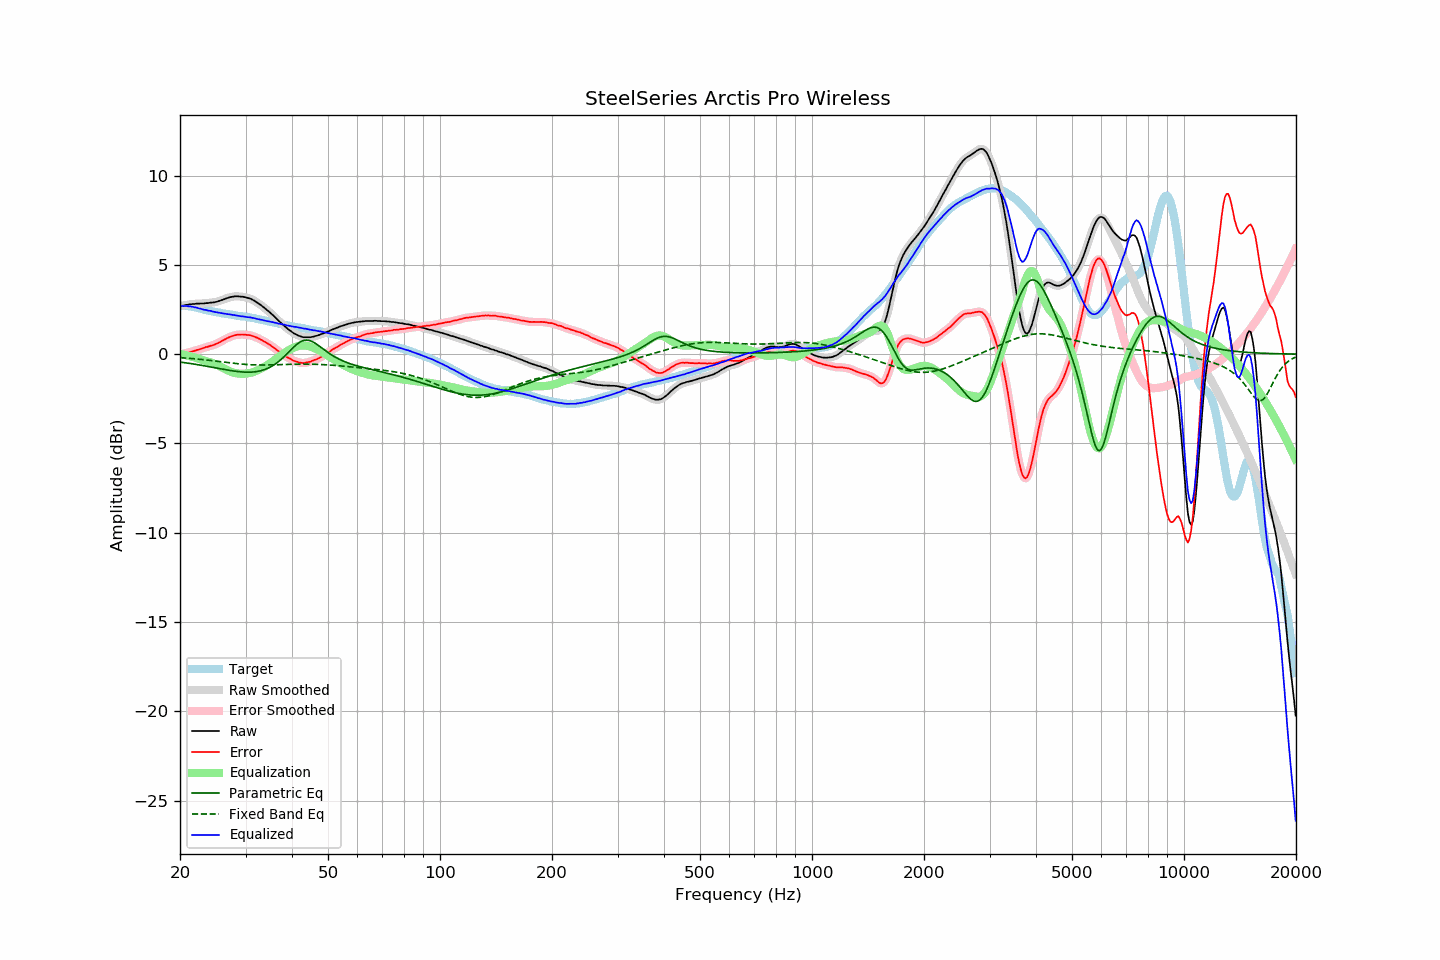 SteelSeries Arctis Pro Wireless
10
5
0
−5
−10
−15
−20
−25
Amplitude (dBr)
Target
Raw Smoothed
Error Smoothed
Raw
Error
Equalization
Parametric Eq
Fixed Band Eq
Equalized
20 50 100 200 500 1000 2000 5000 10000 20000
Frequency (Hz)